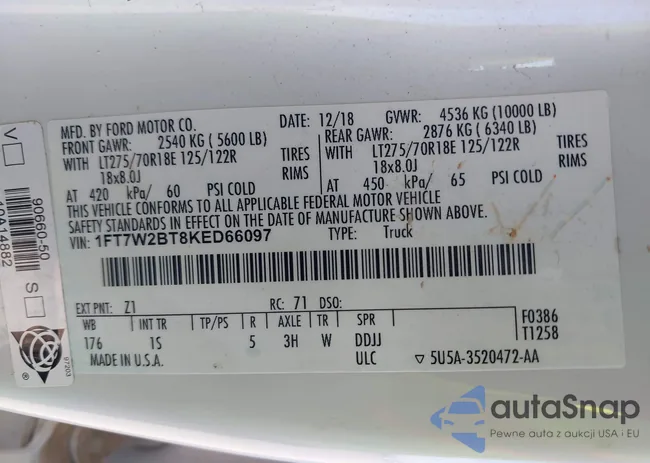 MFD. BY FORD MOTOR CO.
DATE: 12/18 GVWR: 4536 KG (10000 LB)
FRONT GAWR: 2540 KG (5600 LB)
REAR GAWR: 2876 KG (6340 LB)
WITH LT275/70R18E 125/122R TIRES
WITH LT275/70R18E 125/122R TIRES
18x8.0J RIMS
18x8.0J RIMS
AT 420 kPa/ 60 PSI COLD
AT 450 kPa/ 65 PSI COLD
THIS VEHICLE CONFORMS TO ALL APPLICABLE FEDERAL MOTOR VEHICLE
SAFETY STANDARDS IN EFFECT ON THE DATE OF MANUFACTURE SHOWN ABOVE.
VIN: 1FT7W2BT8KED66097 TYPE: Truck
EXT PNT: Z1 RC: 71 DSO:
WB INT TR TP/PS R AXLE TR SPR
176 1S 5 3H W DDJJ
F0386
T1258
MADE IN U.S.A. ULC ▽ 5U5A-3520472-AA
V
90660-50
10A14882
S
97203
autaSnap
Pewne auta z aukcji USA i EU